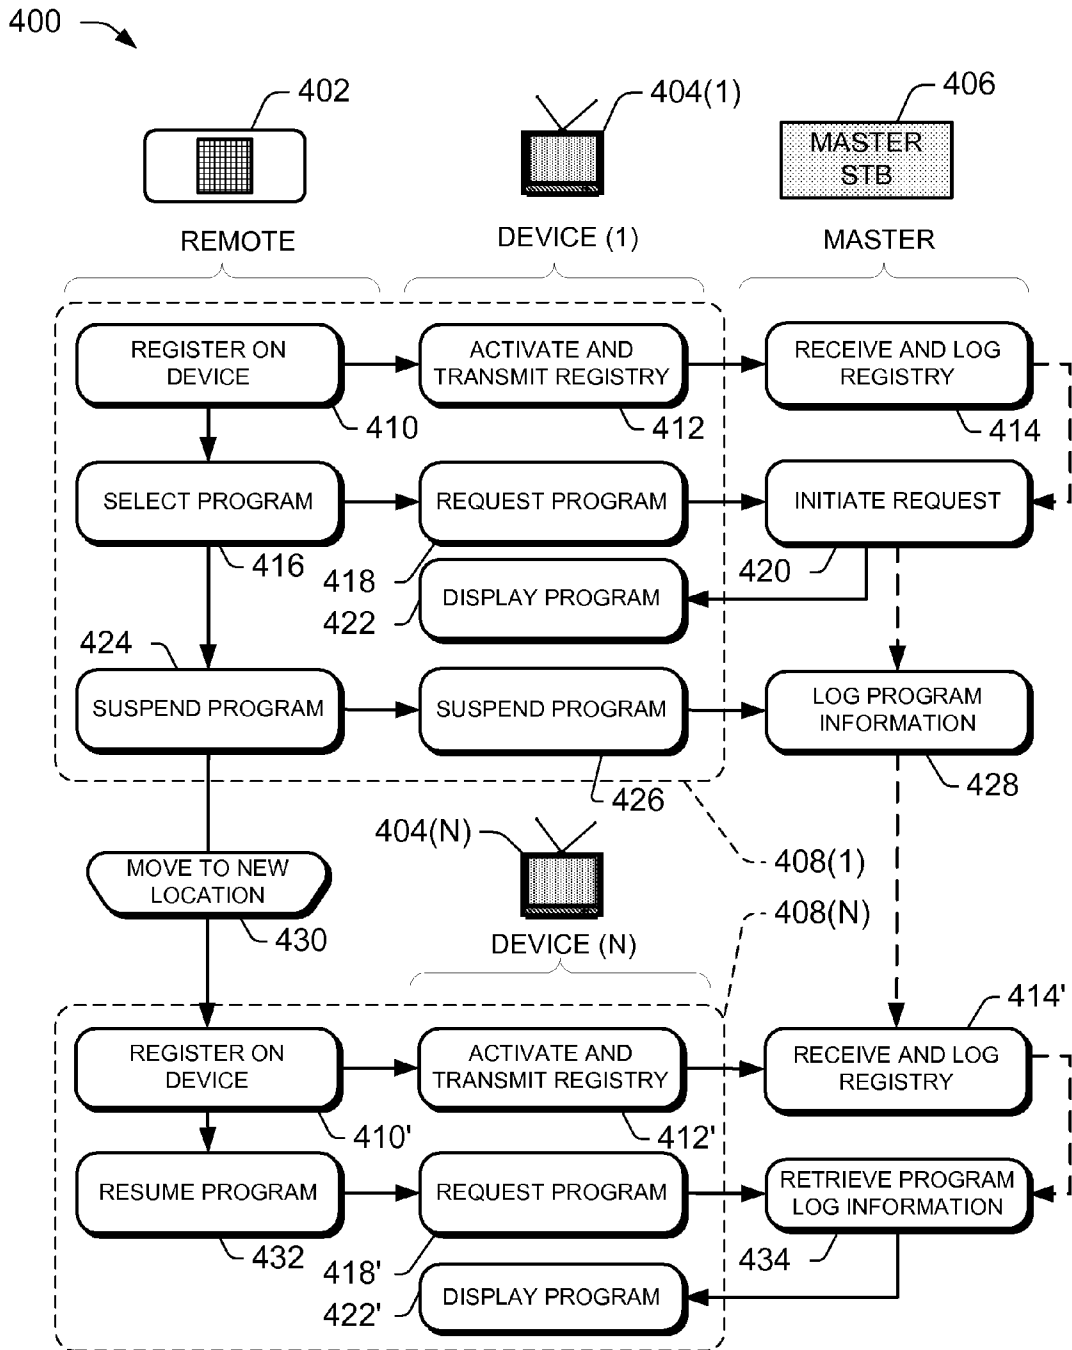 400
402
404(1)
406
MASTER
STB
REMOTE
DEVICE (1)
MASTER
REGISTER ON
DEVICE
410
ACTIVATE AND
TRANSMIT REGISTRY
412
RECEIVE AND LOG
REGISTRY
414
SELECT PROGRAM
416
REQUEST PROGRAM
418
INITIATE REQUEST
420
DISPLAY PROGRAM
422
424
SUSPEND PROGRAM
SUSPEND PROGRAM
426
LOG PROGRAM
INFORMATION
428
404(N)
408(1)
MOVE TO NEW
LOCATION
430
408(N)
DEVICE (N)
REGISTER ON
DEVICE
410'
ACTIVATE AND
TRANSMIT REGISTRY
412'
414'
RECEIVE AND LOG
REGISTRY
RESUME PROGRAM
432
REQUEST PROGRAM
418'
RETRIEVE PROGRAM
LOG INFORMATION
434
DISPLAY PROGRAM
422'